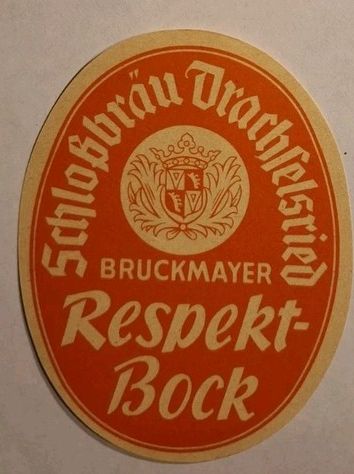 Schloßbräu Drachselsried
BRUCKMAYER
Respekt-
Bock